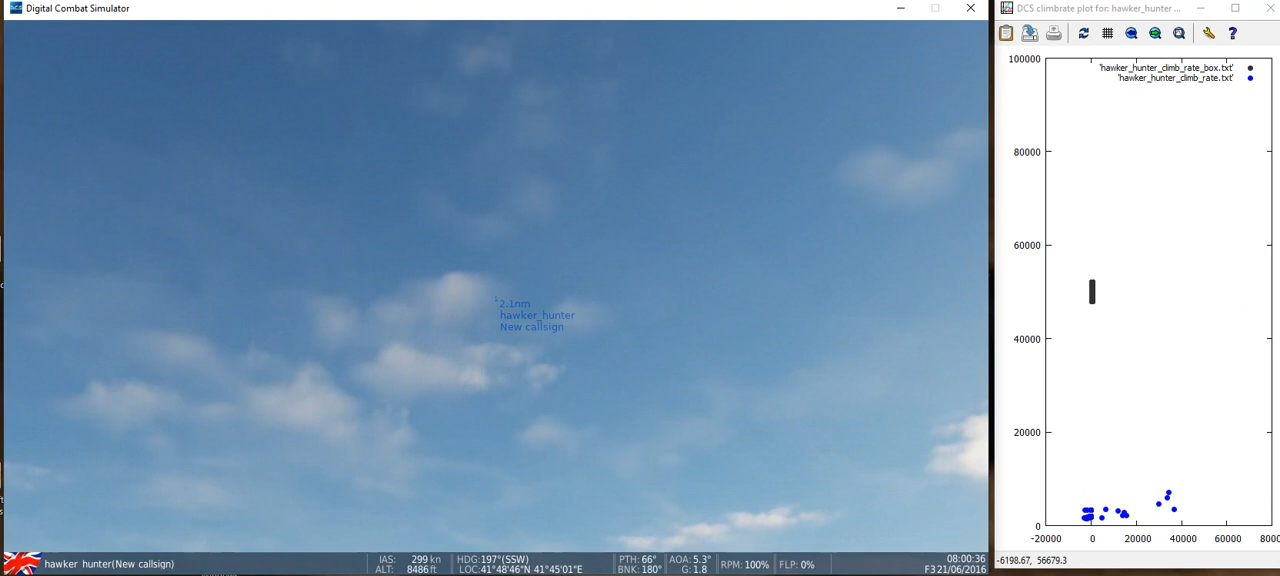 Digital Combat Simulator
DCS climbrate plot for: hawker_hunter ...
100000
'hawker_hunter_climb_rate_box.txt'
'hawker_hunter_climb_rate.txt'
80000
60000
40000
20000
0
-20000 0 20000 40000 60000 8000
-6198.67, 56679.3
1
2.1nm
hawker_hunter
New callsign
hawker hunter(New callsign)
IAS: 299 kn
ALT: 8486 ft
HDG: 197°(SSW)
LOC: 41°48'46"N 41°45'01"E
PTH: 66°
BNK: 180°
AOA: 5.3°
G: 1.8
RPM: 100%
FLP: 0%
08:00:36
F3 21/06/2016